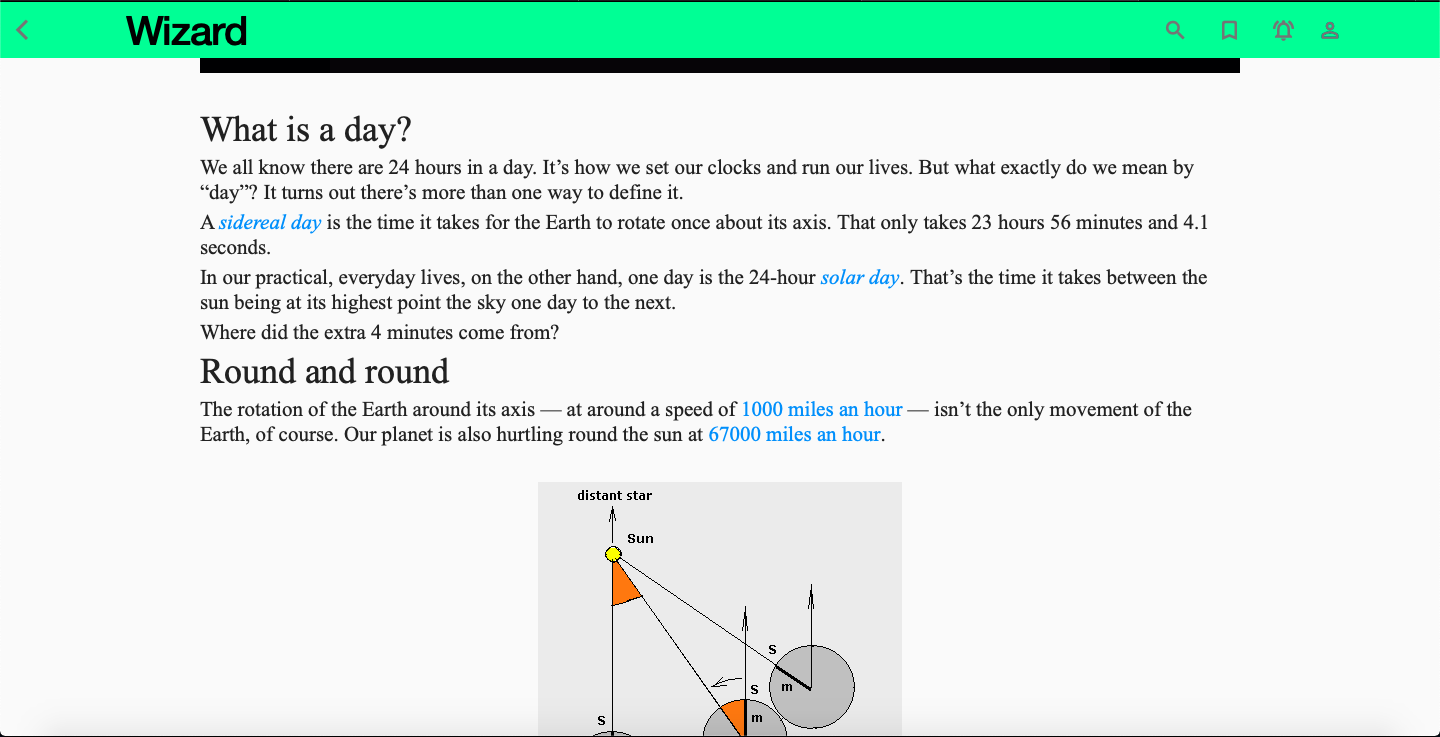 Wizard
What is a day?
We all know there are 24 hours in a day. It’s how we set our clocks and run our lives. But what exactly do we mean by
“day”? It turns out there’s more than one way to define it.
A sidereal day is the time it takes for the Earth to rotate once about its axis. That only takes 23 hours 56 minutes and 4.1
seconds.
In our practical, everyday lives, on the other hand, one day is the 24-hour solar day. That’s the time it takes between the
sun being at its highest point the sky one day to the next.
Where did the extra 4 minutes come from?
Round and round
The rotation of the Earth around its axis — at around a speed of 1000 miles an hour — isn’t the only movement of the
Earth, of course. Our planet is also hurtling round the sun at 67000 miles an hour.
distant star
Sun
S
m
S
m
S